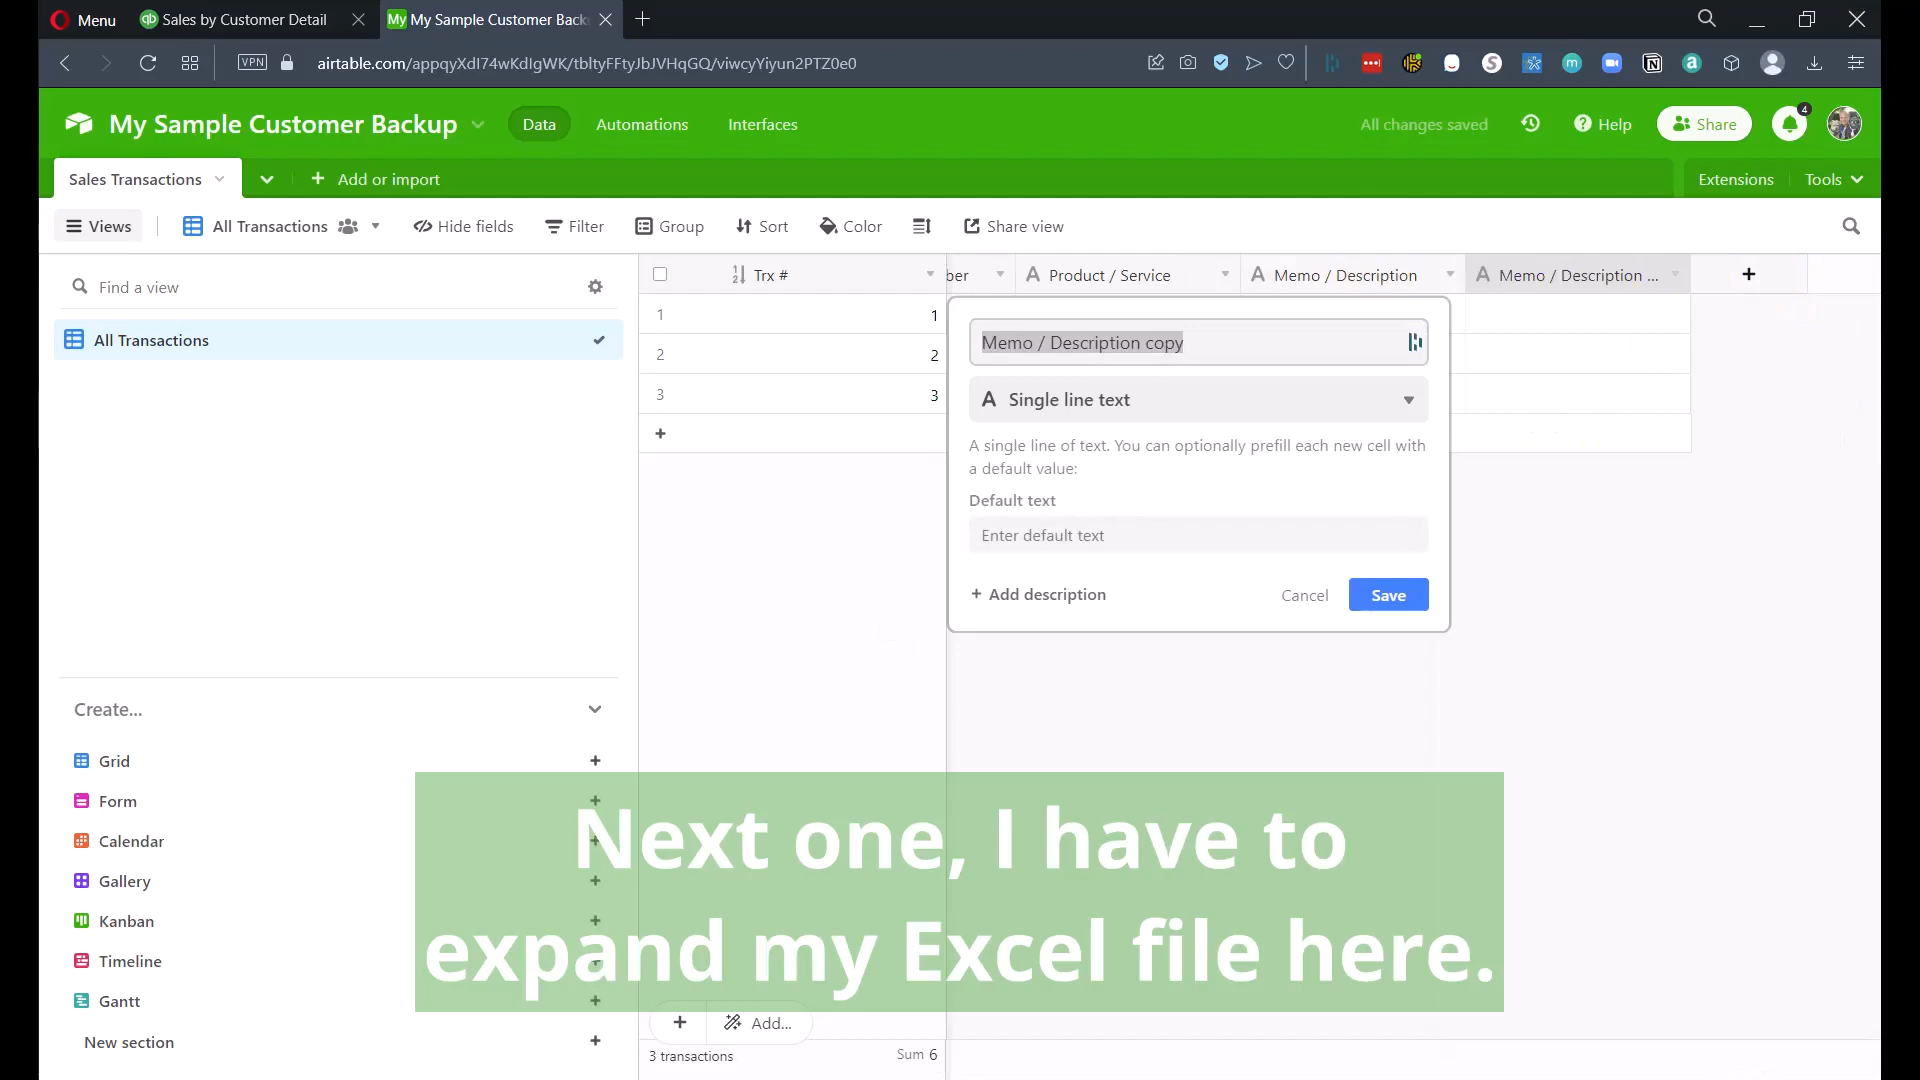 Menu
Sales by Customer Detail
My My Sample Customer Back
VPN
airtable.com/appqyXdI74wKdIgWK/tbltyFFtyJbJVHqGQ/viwcyYiyun2PTZ0e0
My Sample Customer Backup
Data
Automations
Interfaces
All changes saved
Help
Share
4
Sales Transactions
Add or import
Extensions
Tools
Views
All Transactions
Hide fields
Filter
Group
Sort
Color
Share view
Find a view
All Transactions
Trx #
ber
Product / Service
Memo / Description
Memo / Description ...
1 1
2 2
3 3
Memo / Description copy
Single line text
A single line of text. You can optionally prefill each new cell with
a default value:
Default text
Enter default text
+ Add description
Cancel
Save
Create...
Grid
Form
Calendar
Gallery
Kanban
Timeline
Gantt
New section
Next one, I have to
expand my Excel file here.
Add...
3 transactions
Sum 6